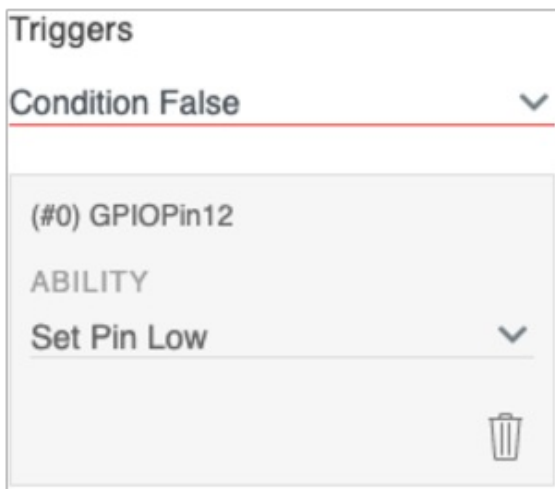 Triggers
Condition False
(#0) GPIOPin12
ABILITY
Set Pin Low